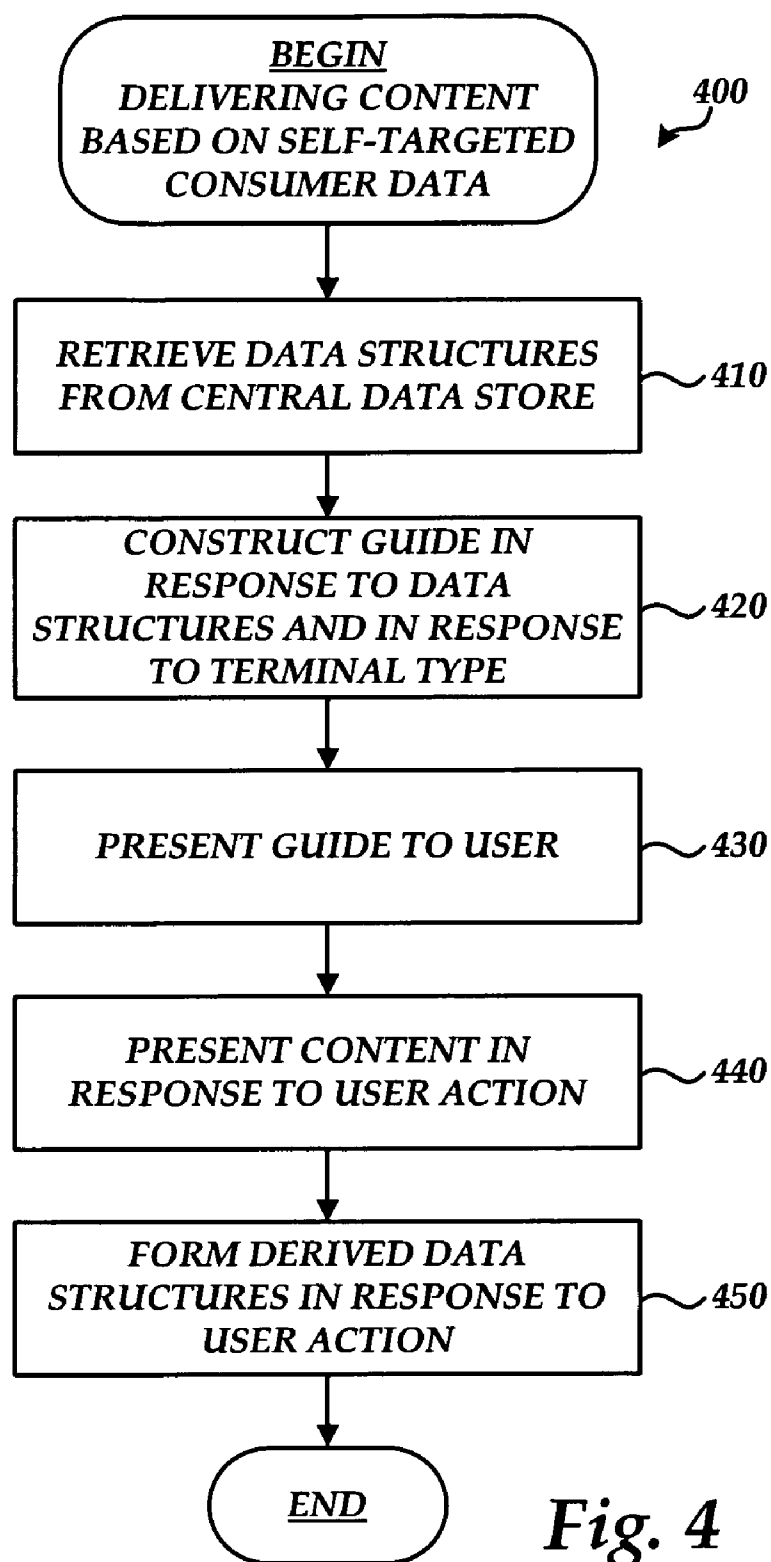 BEGIN
DELIVERING CONTENT
BASED ON SELF-TARGETED
CONSUMER DATA
400
RETRIEVE DATA STRUCTURES
FROM CENTRAL DATA STORE
410
CONSTRUCT GUIDE IN
RESPONSE TO DATA
STRUCTURES AND IN RESPONSE
TO TERMINAL TYPE
420
PRESENT GUIDE TO USER
430
PRESENT CONTENT IN
RESPONSE TO USER ACTION
440
FORM DERIVED DATA
STRUCTURES IN RESPONSE TO
USER ACTION
450
END
Fig. 4